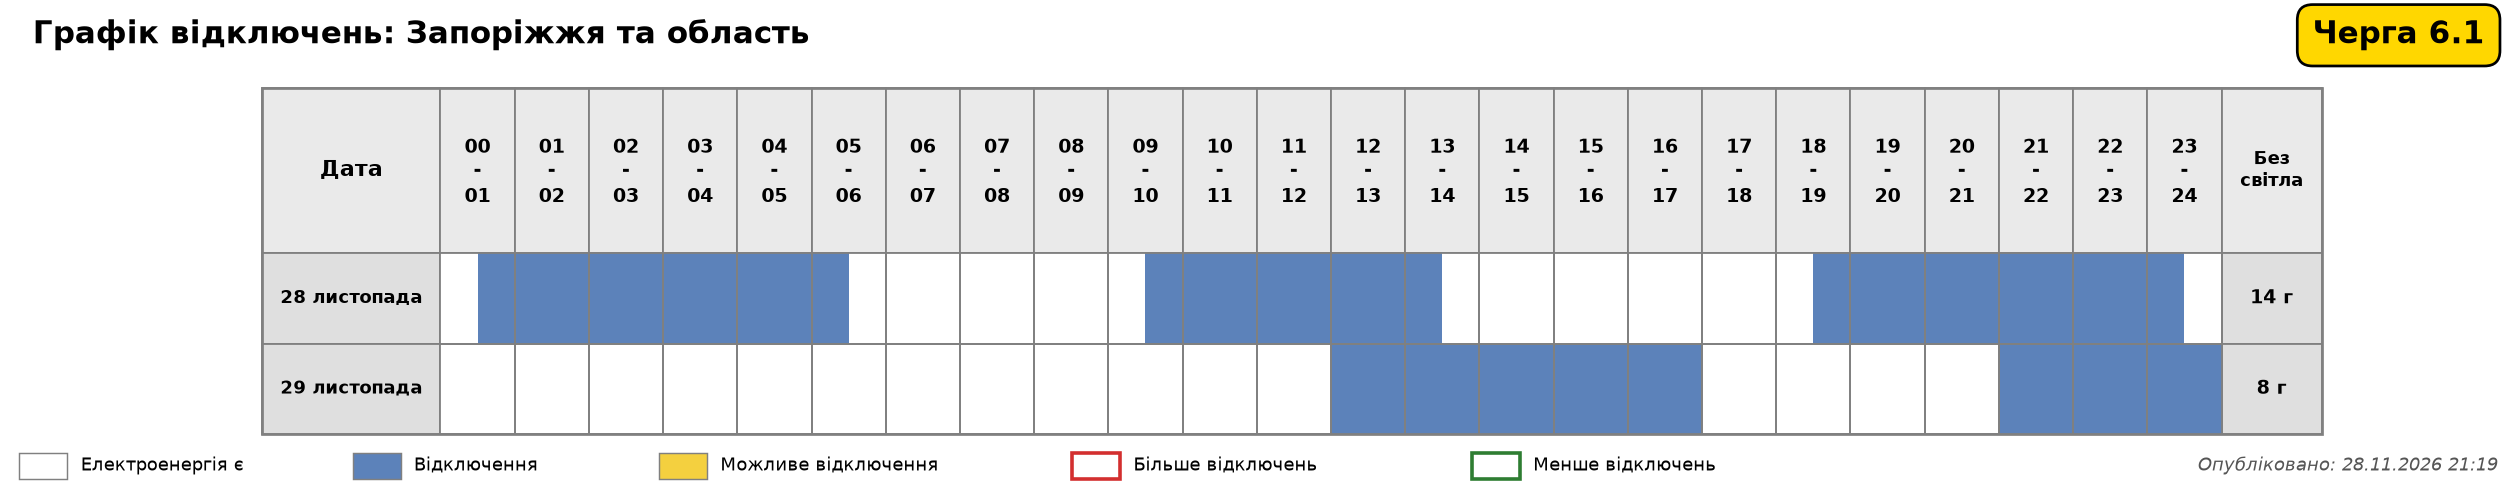 Графік відключень: Запоріжжя та область
Черга 6.1
Дата
00 - 01
01 - 02
02 - 03
03 - 04
04 - 05
05 - 06
06 - 07
07 - 08
08 - 09
09 - 10
10 - 11
11 - 12
12 - 13
13 - 14
14 - 15
15 - 16
16 - 17
17 - 18
18 - 19
19 - 20
20 - 21
21 - 22
22 - 23
23 - 24
Без
світла
28 листопада
14 г
29 листопада
8 г
Електроенергія є
Відключення
Можливе відключення
Більше відключень
Менше відключень
Опубліковано: 28.11.2026 21:19